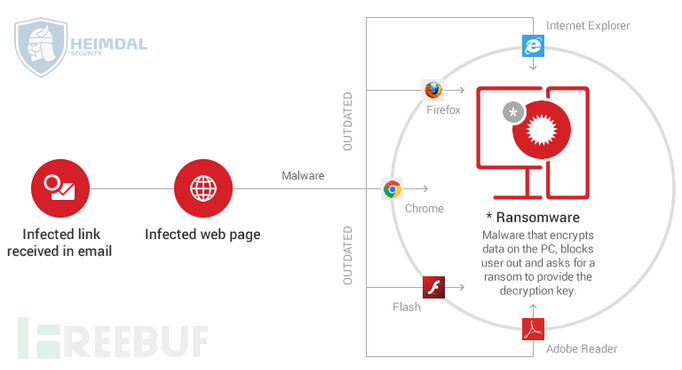 HEIMDAL
SECURITY
Internet Explorer
OUTDATED
Firefox
Malware
Chrome
Infected link
received in email
Infected web page
* Ransomware
Malware that encrypts
data on the PC, blocks
user out and asks for a
ransom to provide the
decryption key.
OUTDATED
Flash
Adobe Reader
FREEBUF